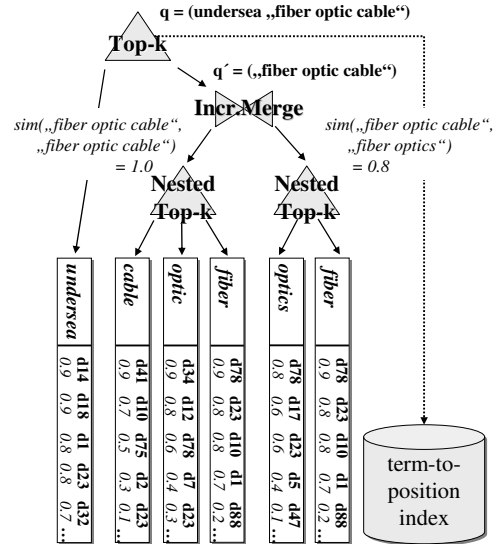 q = (undersea „fiber optic cable“)
Top-k
q´ = („fiber optic cable“)
Incr.Merge
sim(„fiber optic cable“,
„fiber optic cable“)
= 1.0
sim(„fiber optic cable“,
„fiber optics“)
= 0.8
Nested
Top-k
Nested
Top-k
undersea
d14 d18 d1 d23 d32
0.9 0.9 0.8 0.8 0.7 ...
cable
d41 d10 d75 d2 d23
0.9 0.7 0.5 0.3 0.1 ...
optic
d34 d12 d78 d7 d23
0.9 0.8 0.6 0.4 0.3 ...
fiber
d78 d23 d10 d1 d88
0.9 0.8 0.8 0.7 0.2 ...
optics
d78 d17 d23 d5 d47
0.8 0.6 0.6 0.4 0.1 ...
fiber
d78 d23 d10 d1 d88
0.9 0.8 0.8 0.7 0.2 ...
term-to-
position
index